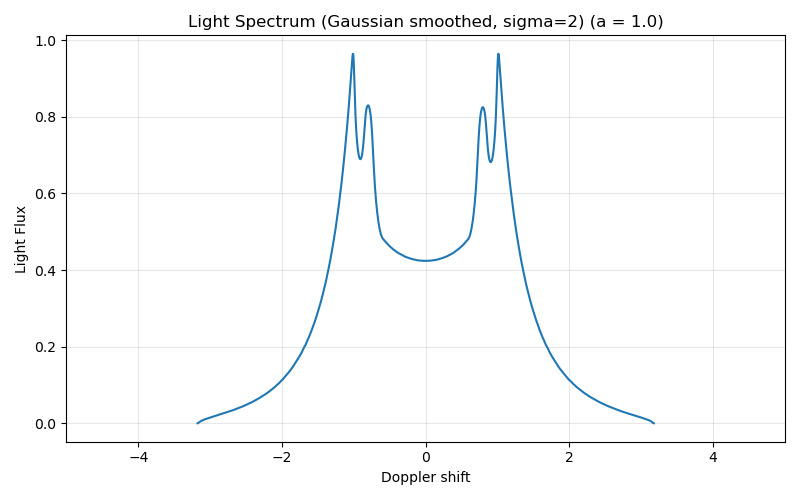 Light Spectrum (Gaussian smoothed, sigma=2) (a = 1.0)
1.0
0.8
0.6
0.4
0.2
0.0
Light Flux
−4 −2 0 2 4
Doppler shift